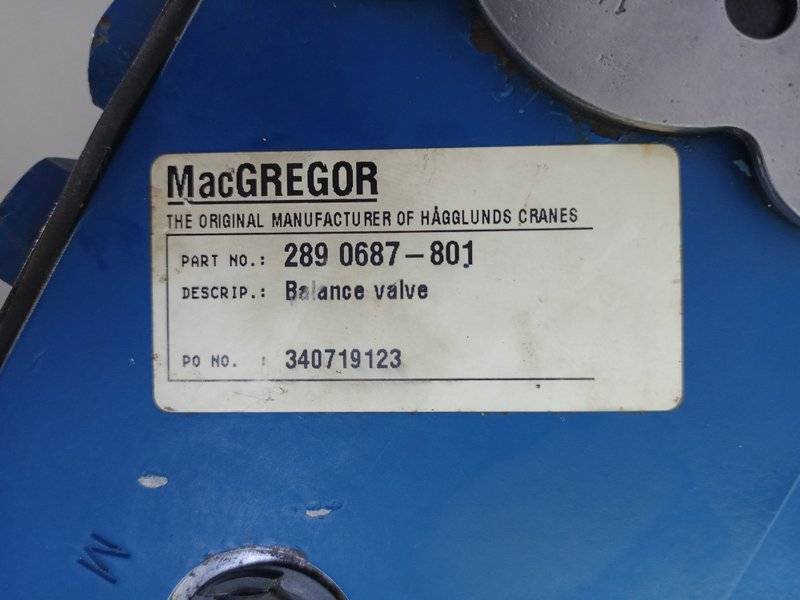 MacGREGOR
THE ORIGINAL MANUFACTURER OF HÄGGLUNDS CRANES
PART NO.: 289 0687-801
DESCRIP.: Balance valve
PO NO. : 340719123
M